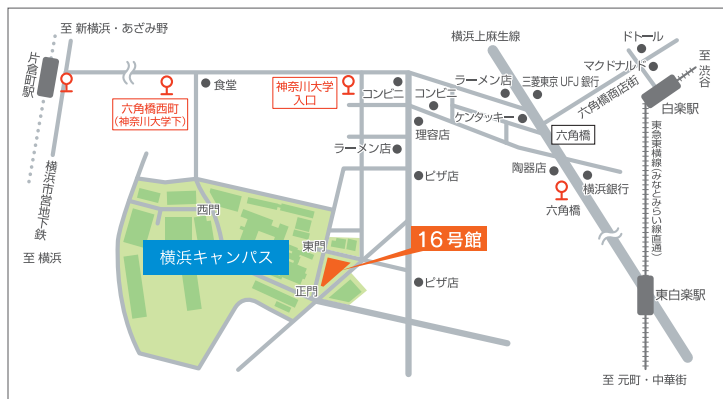 至 新横浜・あざみ野
片倉町駅
横浜市営地下鉄
至 横浜
六角橋西町
（神奈川大学下）
食堂
神奈川大学
入口
コンビニ
コンビニ
理容店
ラーメン店
ピザ店
ピザ店
横浜上麻生線
ラーメン店
三菱東京 UFJ 銀行
ケンタッキー
六角橋
陶器店
横浜銀行
六角橋
六角橋商店街
ドトール
マクドナルド
至 渋谷
白楽駅
東急東横線（みなとみらい線直通）
東白楽駅
至 元町・中華街
西門
東門
正門
横浜キャンパス
16号館